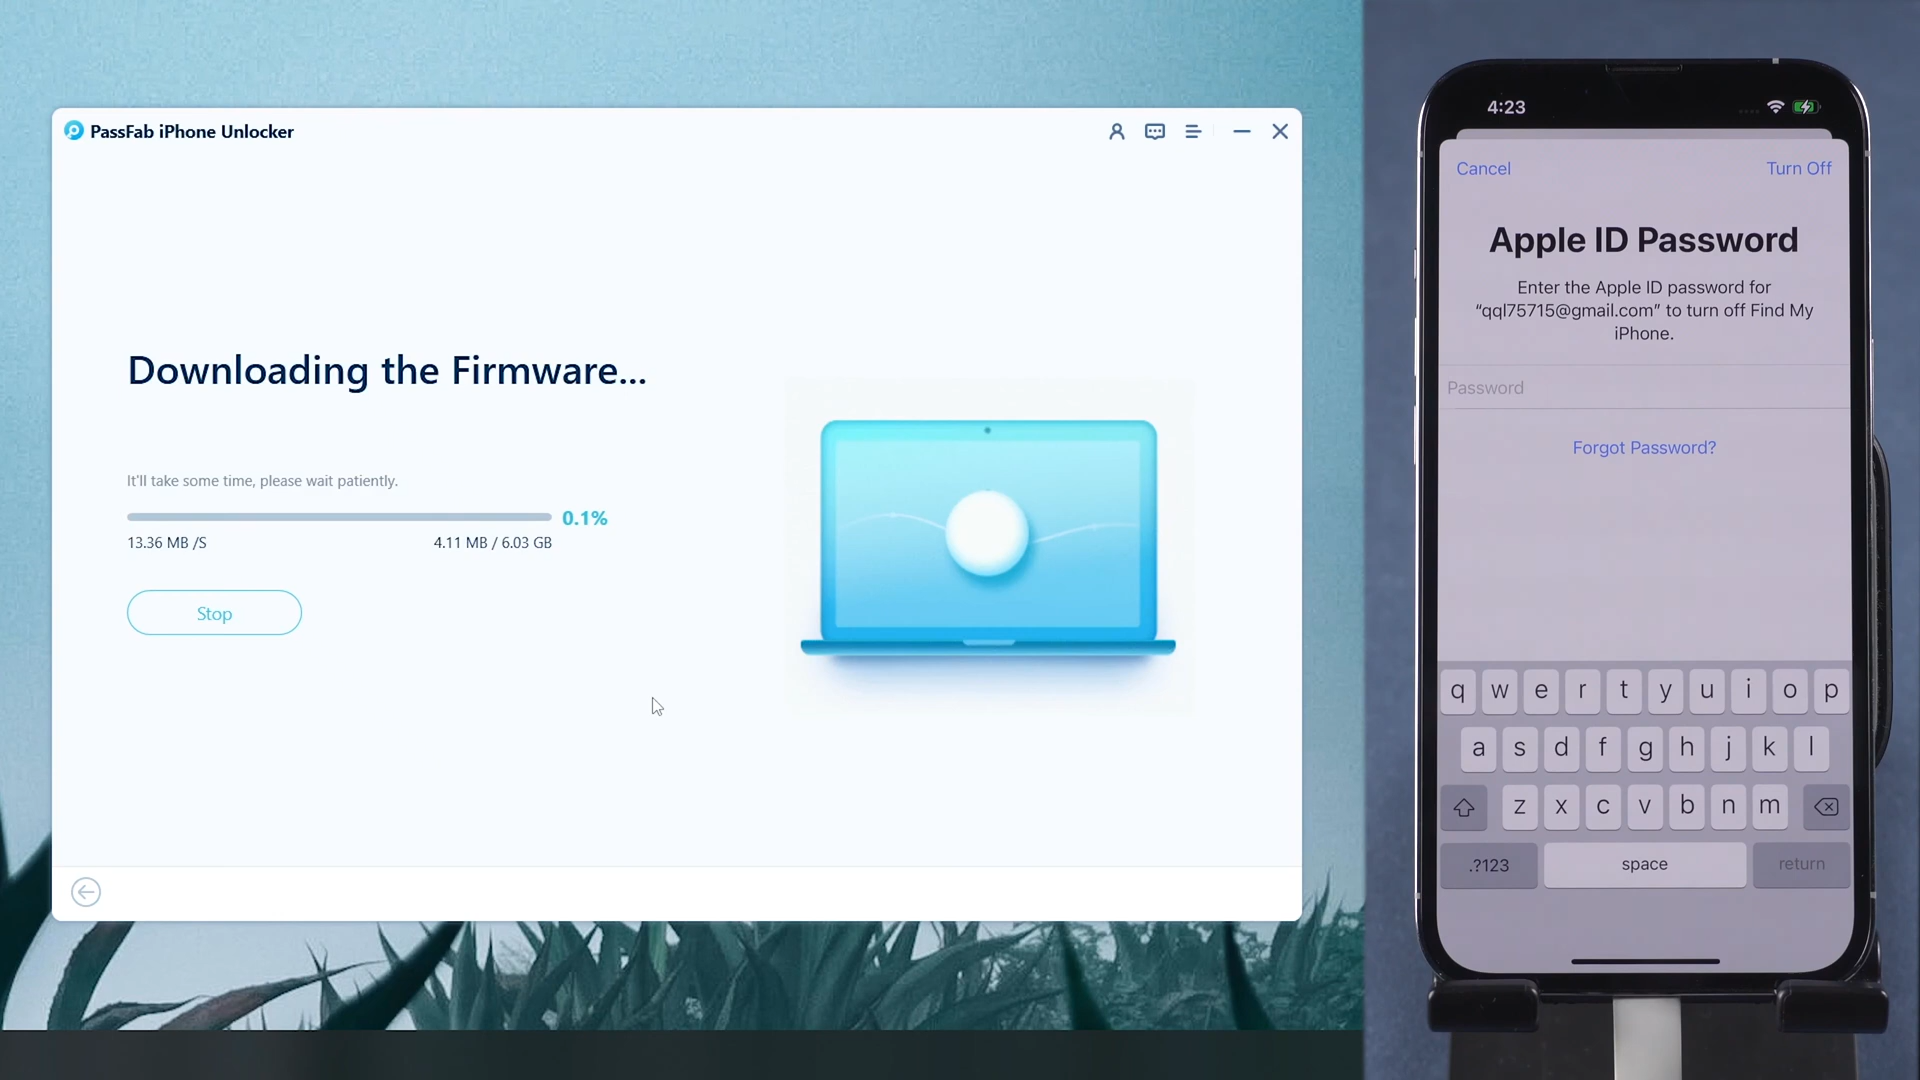 PassFab iPhone Unlocker
Downloading the Firmware...
It'll take some time, please wait patiently.
0.1%
13.36 MB /S
4.11 MB / 6.03 GB
Stop
4:23
Cancel
Turn Off
Apple ID Password
Enter the Apple ID password for
“qql75715@gmail.com” to turn off Find My
iPhone.
Password
Forgot Password?
q w e r t y u i o p
a s d f g h j k l
z x c v b n m
.?123
space
return